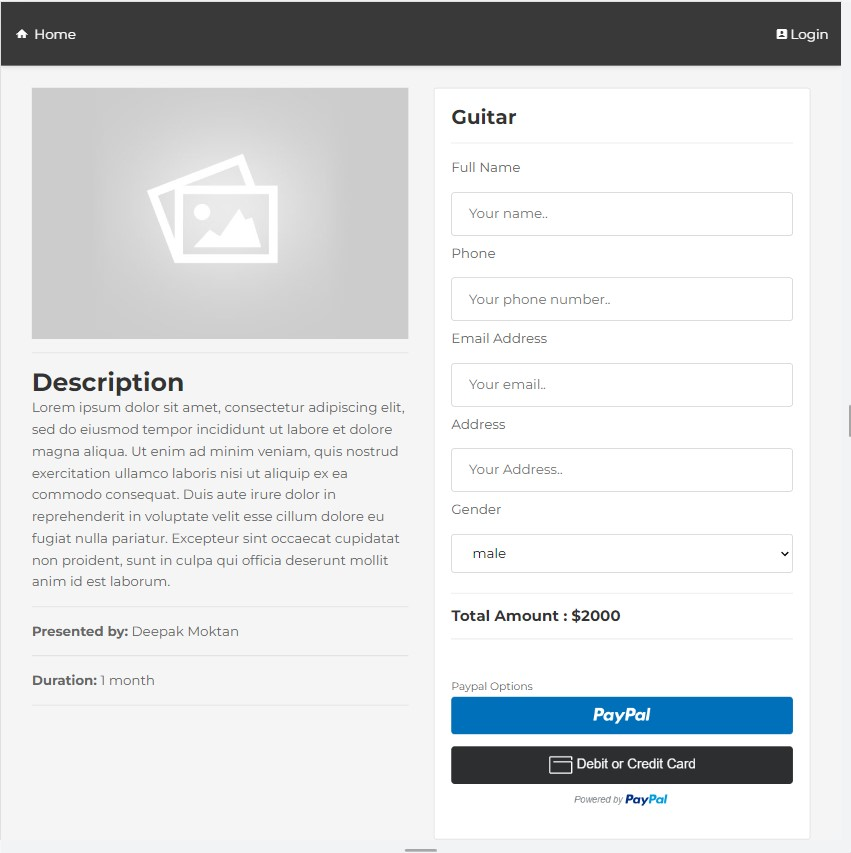 Home
Login
Description
Lorem ipsum dolor sit amet, consectetur adipiscing elit,
sed do eiusmod tempor incididunt ut labore et dolore
magna aliqua. Ut enim ad minim veniam, quis nostrud
exercitation ullamco laboris nisi ut aliquip ex ea
commodo consequat. Duis aute irure dolor in
reprehenderit in voluptate velit esse cillum dolore eu
fugiat nulla pariatur. Excepteur sint occaecat cupidatat
non proident, sunt in culpa qui officia deserunt mollit
anim id est laborum.
Presented by: Deepak Moktan
Duration: 1 month
Guitar
Full Name
Your name..
Phone
Your phone number..
Email Address
Your email..
Address
Your Address..
Gender
male
Total Amount : $2000
Paypal Options
PayPal
Debit or Credit Card
Powered by PayPal